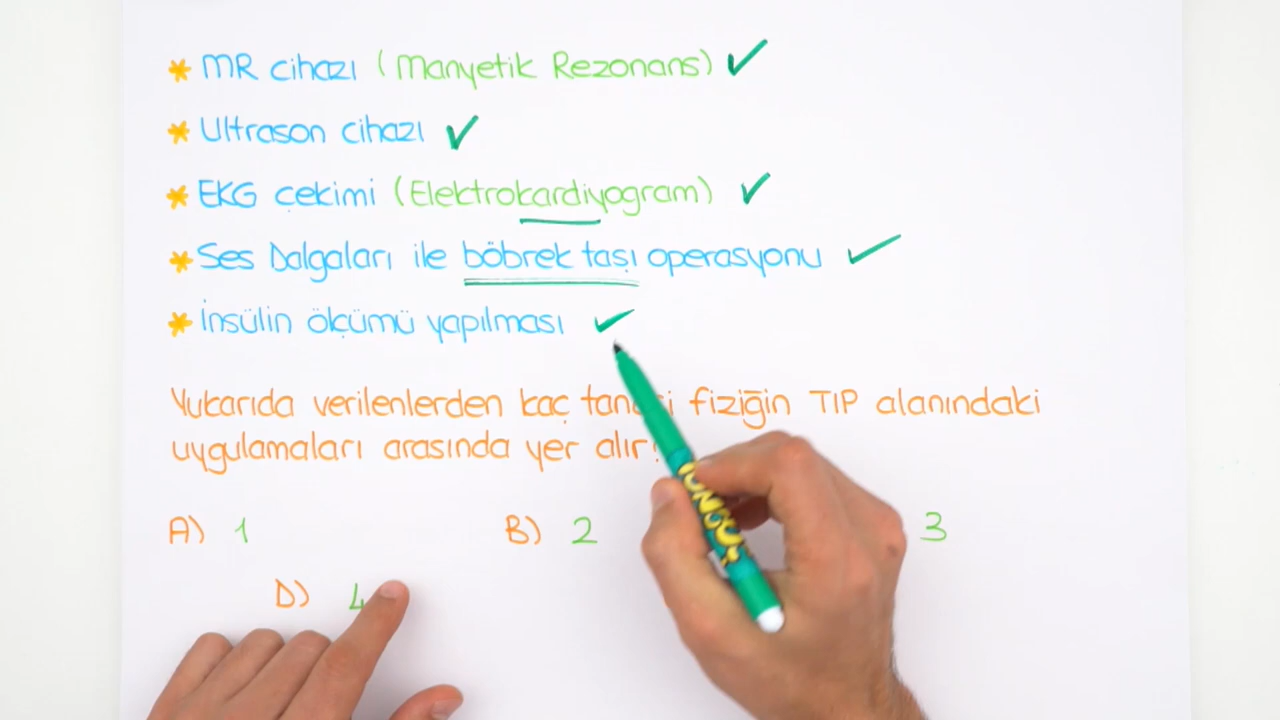 * MR cihazı (Manyetik Rezonans) ✓
* Ultrason cihazı ✓
* EKG çekimi (Elektrokardiyogram) ✓
* Ses Dalgaları ile böbrek taşı operasyonu ✓
* İnsülin ölçümü yapılması ✓
Yukarıda verilenlerden kaç fiziğin TIP alanındaki
uygulamaları arasında yer alır
A) 1 B) 2 3
D) 4